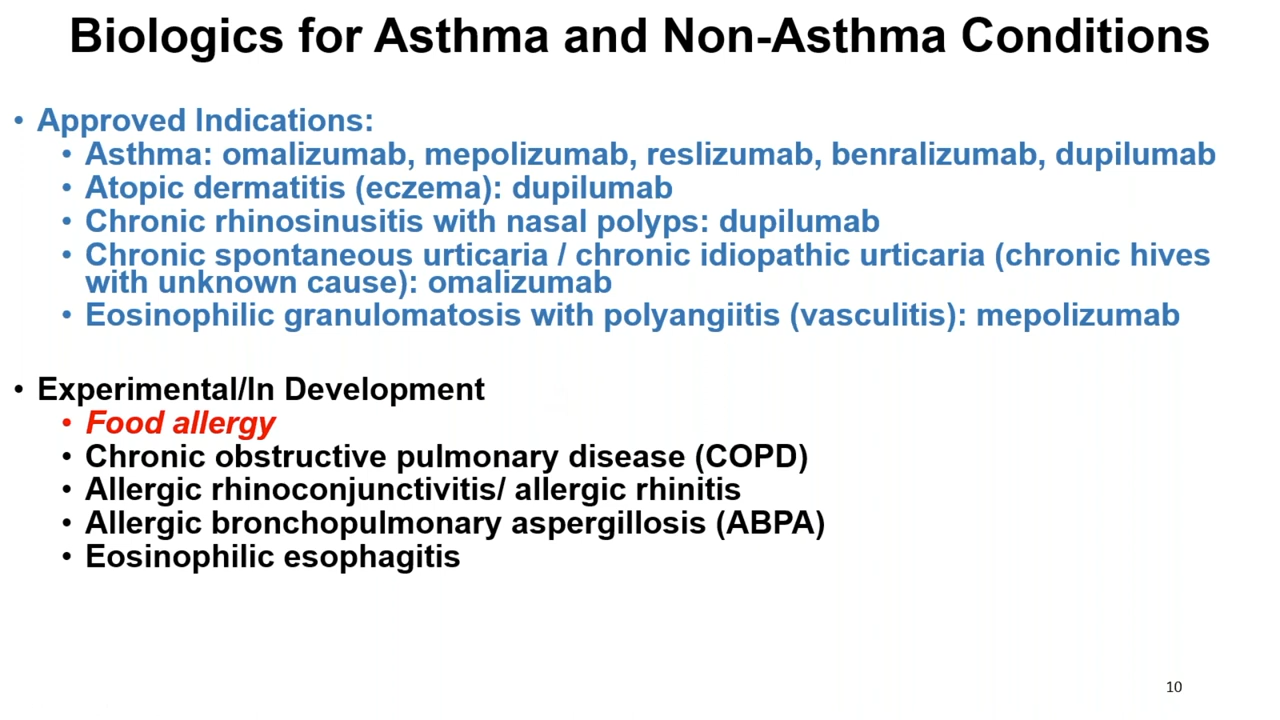 Biologics for Asthma and Non-Asthma Conditions
• Approved Indications:
• Asthma: omalizumab, mepolizumab, reslizumab, benralizumab, dupilumab
• Atopic dermatitis (eczema): dupilumab
• Chronic rhinosinusitis with nasal polyps: dupilumab
• Chronic spontaneous urticaria / chronic idiopathic urticaria (chronic hives
with unknown cause): omalizumab
• Eosinophilic granulomatosis with polyangiitis (vasculitis): mepolizumab
• Experimental/In Development
• Food allergy
• Chronic obstructive pulmonary disease (COPD)
• Allergic rhinoconjunctivitis/ allergic rhinitis
• Allergic bronchopulmonary aspergillosis (ABPA)
• Eosinophilic esophagitis
10